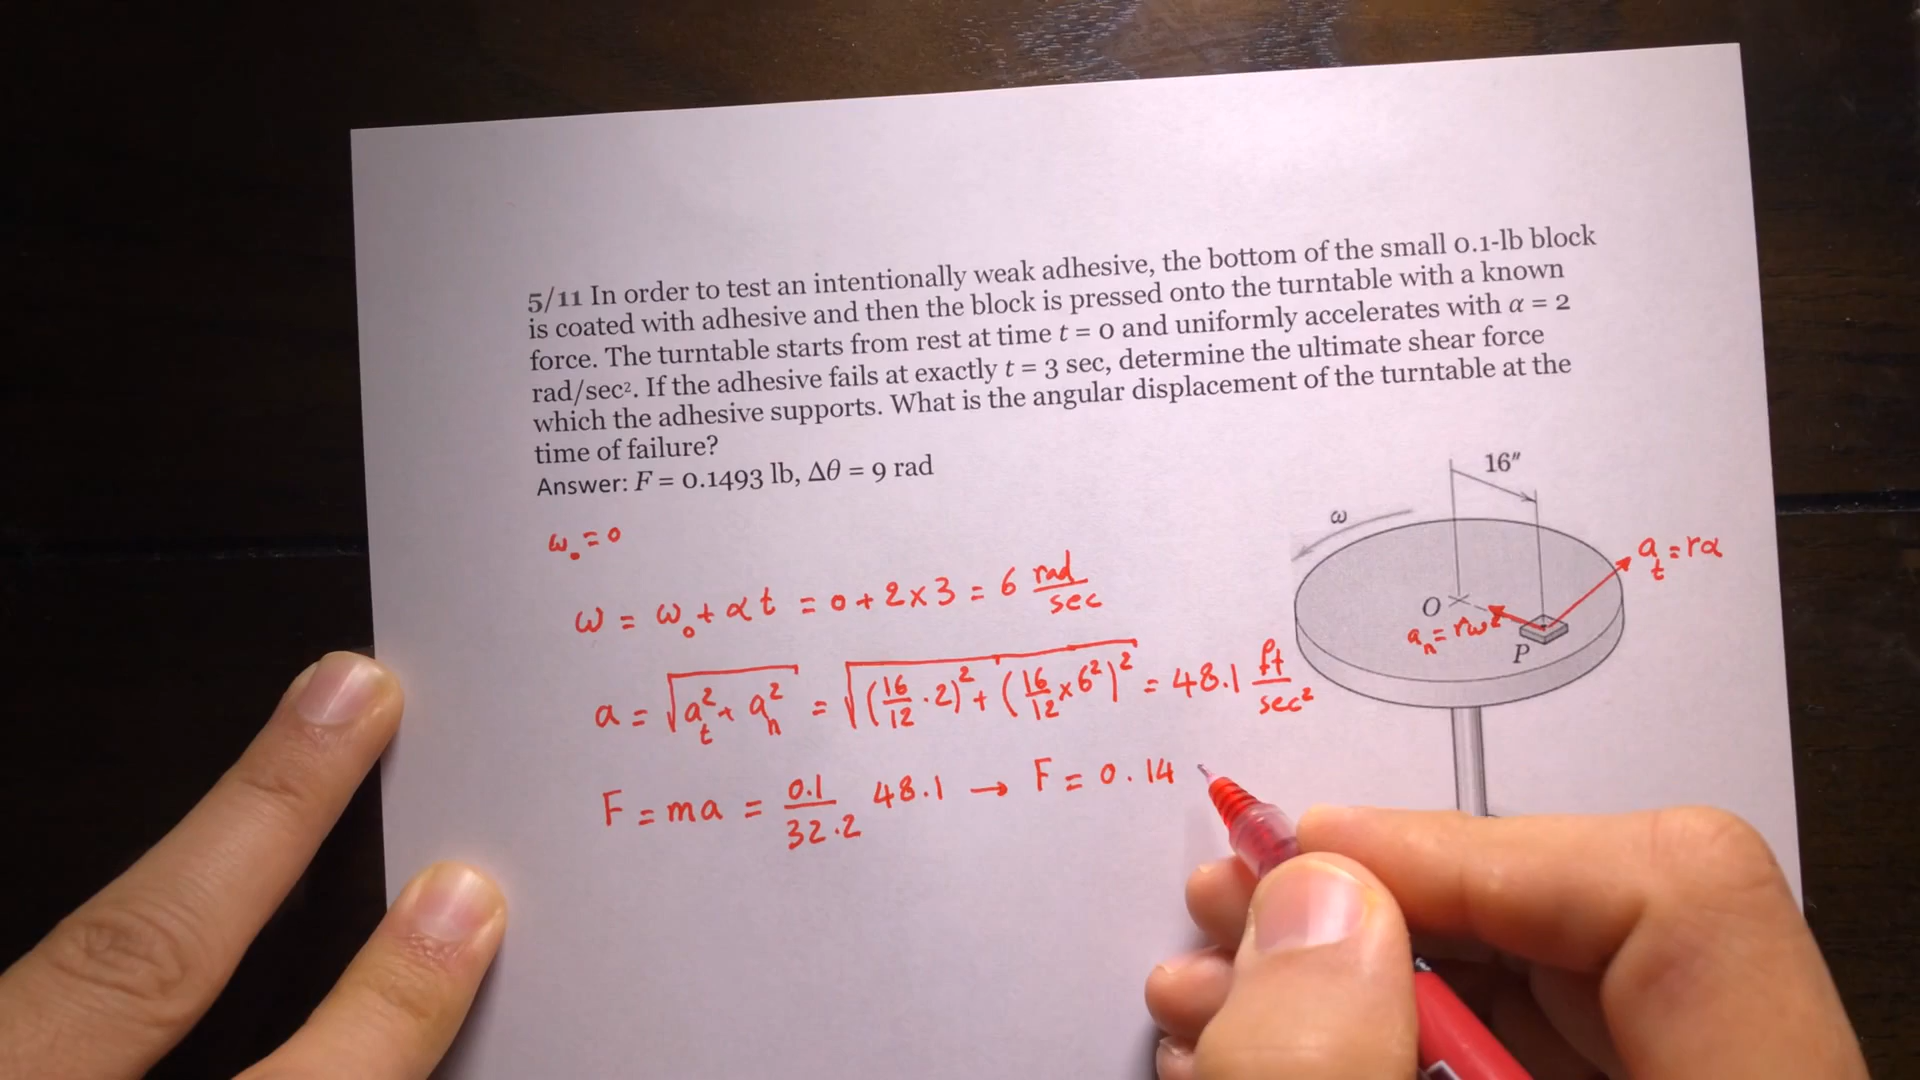 5/11 In order to test an intentionally weak adhesive, the bottom of the small 0.1-lb block
is coated with adhesive and then the block is pressed onto the turntable with a known
force. The turntable starts from rest at time t = 0 and uniformly accelerates with α = 2
rad/sec². If the adhesive fails at exactly t = 3 sec, determine the ultimate shear force
which the adhesive supports. What is the angular displacement of the turntable at the
time of failure?
Answer: F = 0.1493 lb, Δθ = 9 rad
16″
ω
a_t = rα
O
a_n = rω²
P
ω₀ = 0
ω = ω₀ + αt = 0 + 2×3 = 6 rad/sec
a = √(a_t² + a_n²) = √((16/12 · 2)² + (16/12 × 6²)²) = 48.1 ft/sec²
F = ma = 0.1/32.2 48.1 → F = 0.14